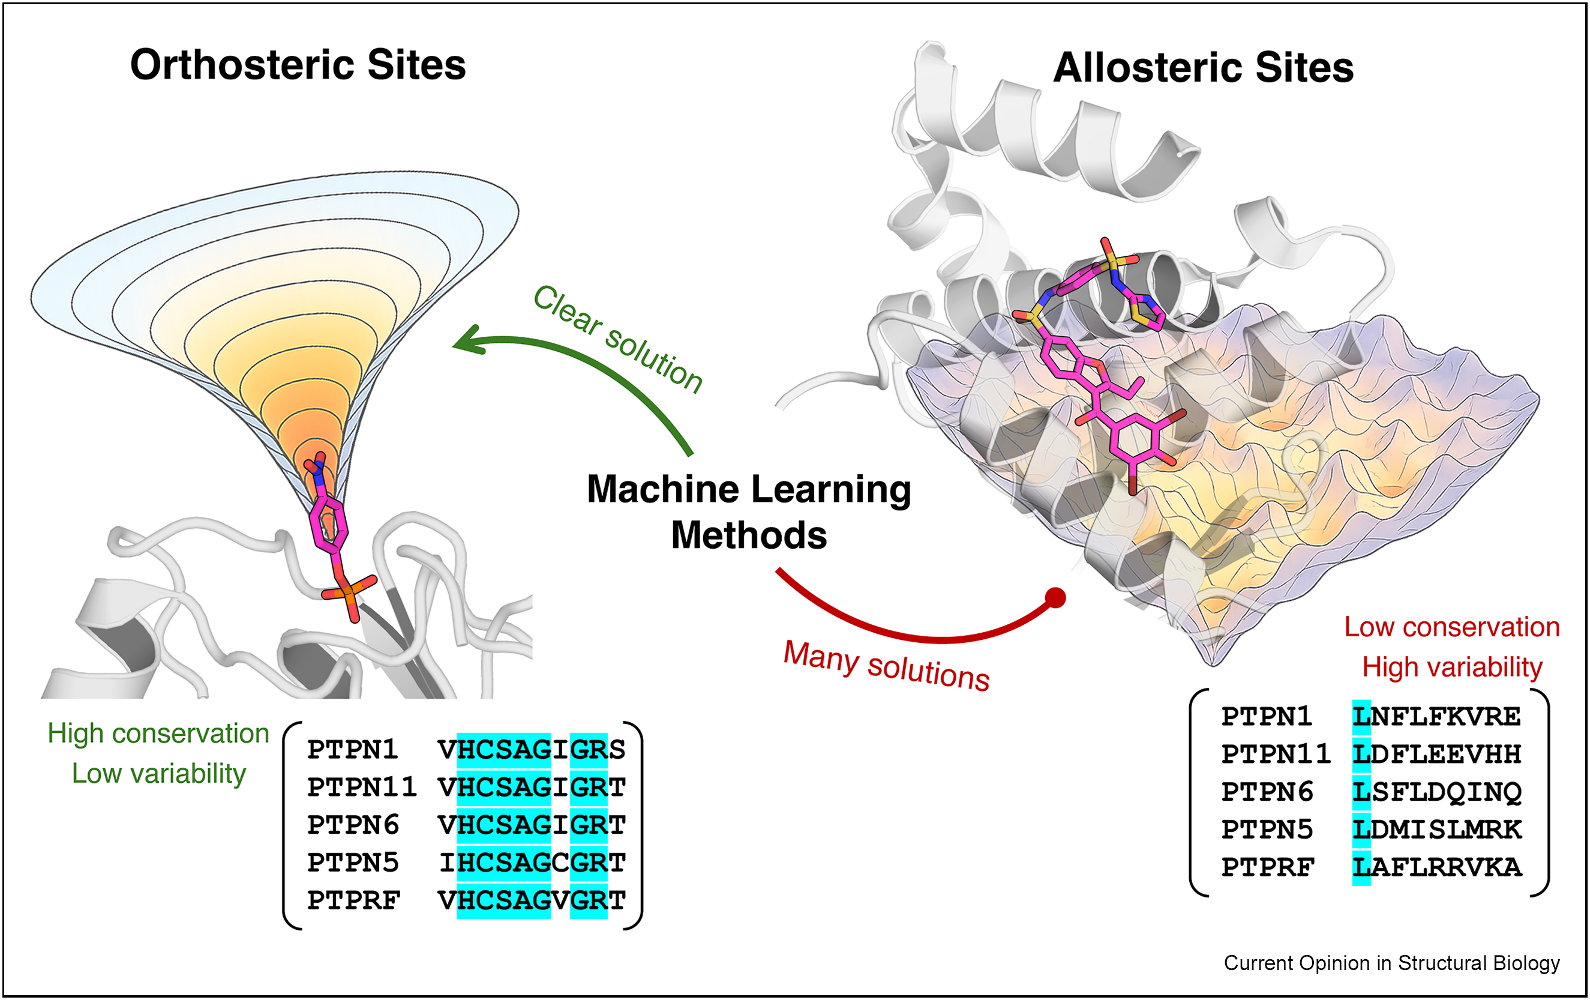 Orthosteric Sites
Allosteric Sites
Clear solution
Machine Learning
Methods
Many solutions
High conservation
Low variability
PTPN1 VHCSAGIGRS
PTPN11 VHCSAGIGRT
PTPN6 VHCSAGIGRT
PTPN5 IHCSAGCGRT
PTPRF VHCSAGVGRT
Low conservation
High variability
PTPN1 LNFLFKVRE
PTPN11 LDFLEEVHH
PTPN6 LSFLDQINQ
PTPN5 LDMISLMRK
PTPRF LAFLRRVKA
Current Opinion in Structural Biology